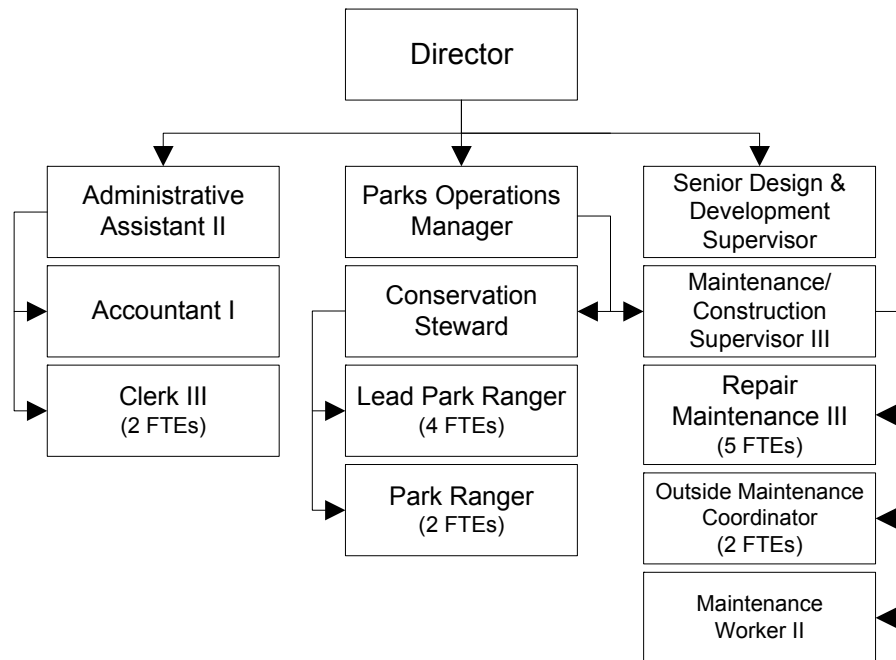 Director
Administrative
Assistant II
Parks Operations
Manager
Senior Design &
Development
Supervisor
Accountant I
Conservation
Steward
Maintenance/
Construction
Supervisor III
Clerk III
(2 FTEs)
Lead Park Ranger
(4 FTEs)
Repair
Maintenance III
(5 FTEs)
Park Ranger
(2 FTEs)
Outside Maintenance
Coordinator
(2 FTEs)
Maintenance
Worker II